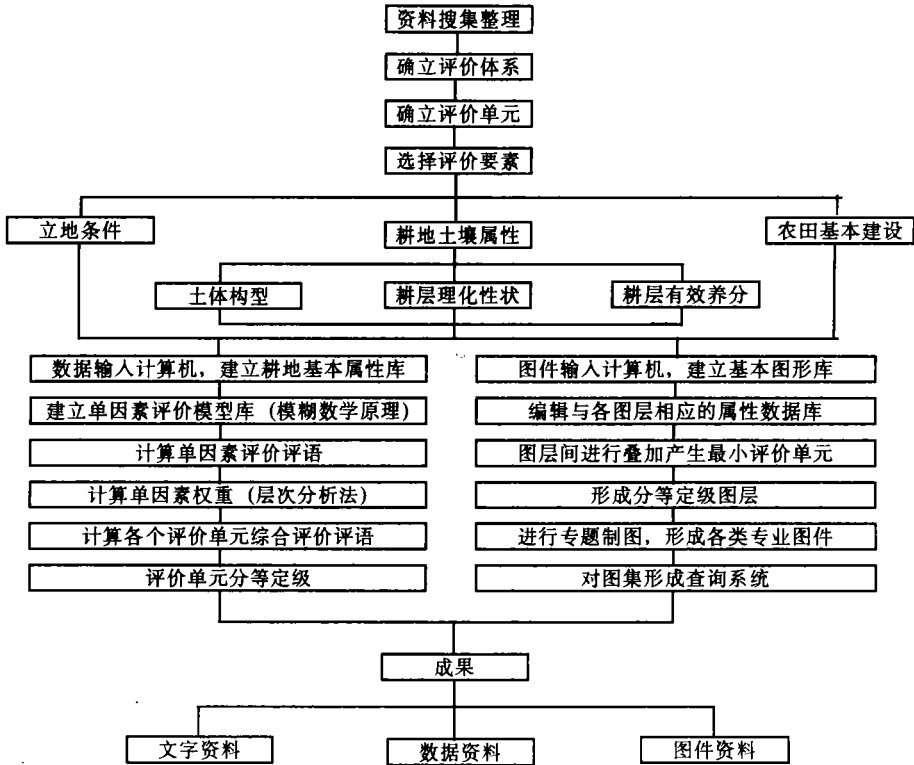 资料搜集整理
确立评价体系
确立评价单元
选择评价要素
立地条件
耕地土壤属性
农田基本建设
土体构型
耕层理化性状
耕层有效养分
数据输入计算机，建立耕地基本属性库
建立单因素评价模型库（模糊数学原理）
计算单因素评价评语
计算单因素权重（层次分析法）
计算各个评价单元综合评价评语
评价单元分等定级
图件输入计算机，建立基本图形库
编辑与各图层相应的属性数据库
图层间进行叠加产生最小评价单元
形成分等定级图层
进行专题制图，形成各类专业图件
对图集形成查询系统
成果
文字资料
数据资料
图件资料